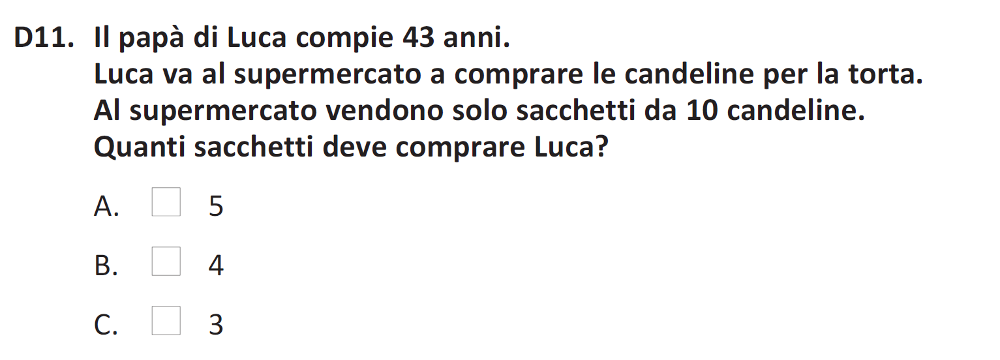 D11. Il papà di Luca compie 43 anni.
Luca va al supermercato a comprare le candeline per la torta.
Al supermercato vendono solo sacchetti da 10 candeline.
Quanti sacchetti deve comprare Luca?
A. 5
B. 4
C. 3